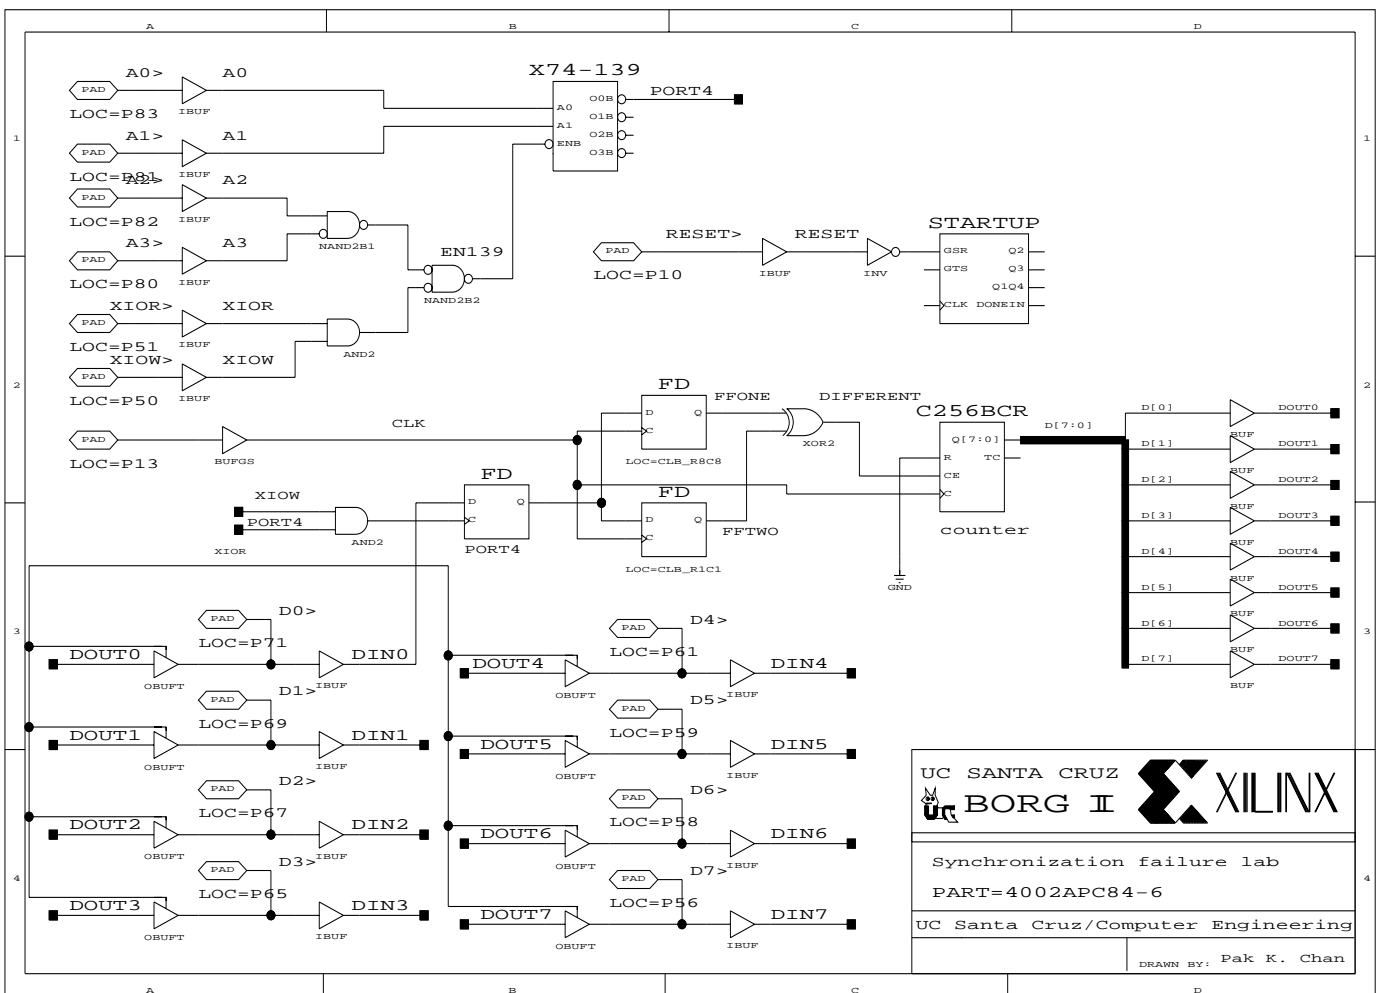 A B C D
1
A0> A0
PAD
LOC=P83
IBUF
A1> A1
PAD
LOC=P81
IBUF
A2> A2
PAD
LOC=P82
IBUF
A3> A3
PAD
LOC=P80
IBUF
NAND2B1
EN139
NAND2B2
XIOR> XIOR
PAD
LOC=P51
IBUF
AND2
XIOW> XIOW
PAD
LOC=P50
IBUF
X74-139
A0 O0B PORT4
A1 O1B
ENB O2B
O3B
1
RESET> RESET
PAD
LOC=P10
IBUF
INV
STARTUP
GSR Q2
GTS Q3
Q1Q4
CLK DONEIN
2
PAD
LOC=P13
BUFGS
CLK
FD
D Q
C
LOC=CLB_R8C8
FFONE
DIFFERENT
XOR2
FD
D Q
C
LOC=CLB_R1C1
FFTWO
XIOW
PORT4
XIOR
AND2
FD
D Q
C
PORT4
C256BCR
Q[7:0]
R TC
CE
C
counter
GND
D[7:0]
2
D[0] DOUT0
BUF
D[1] DOUT1
BUF
D[2] DOUT2
BUF
D[3] DOUT3
BUF
D[4] DOUT4
BUF
D[5] DOUT5
BUF
D[6] DOUT6
BUF
D[7] DOUT7
BUF
3
D0>
PAD
LOC=P71
DOUT0 DIN0
OBUFT IBUF
D1>
PAD
LOC=P69
DOUT1 DIN1
OBUFT IBUF
D2>
PAD
LOC=P67
DOUT2 DIN2
OBUFT IBUF
D3>
PAD
LOC=P65
DOUT3 DIN3
OBUFT IBUF
D4>
PAD
LOC=P61
DOUT4 DIN4
OBUFT IBUF
D5>
PAD
LOC=P59
DOUT5 DIN5
OBUFT IBUF
D6>
PAD
LOC=P58
DOUT6 DIN6
OBUFT IBUF
D7>
PAD
LOC=P56
DOUT7 DIN7
OBUFT IBUF
3
4
UC SANTA CRUZ
UC BORG II
XILINX
Synchronization failure lab
PART=4002APC84-6
UC Santa Cruz/Computer Engineering
DRAWN BY: Pak K. Chan
4
A B C D